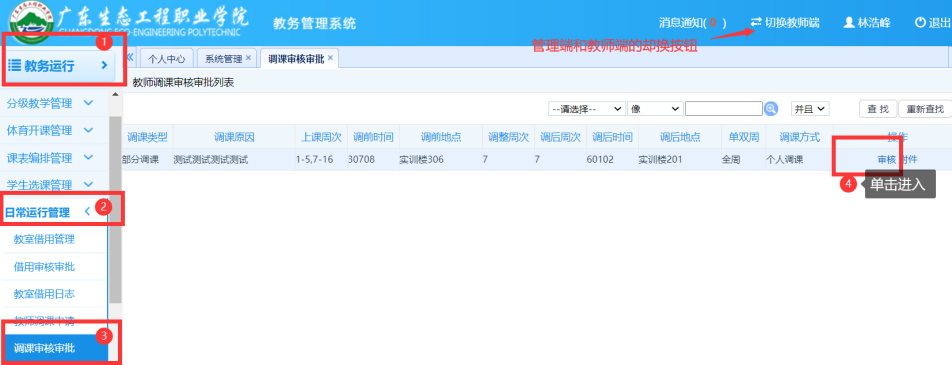 广东生态工程职业学院
GUANGDONG ECO-ENGINEERING POLYTECHNIC
教务管理系统
消息通知(0)
切换教师端
林浩峰
退出
管理端和教师端的却换按钮
1
教务运行
个人中心
系统管理×
调课审核审批×
教师调课审核审批列表
分级教学管理
体育开课管理
课表编排管理
学生选课管理
日常运行管理
2
教室借用管理
借用审核审批
教室借用日志
教师调课申请
调课审核审批
3
--请选择--
像
并且
查 找
重新查找
调课类型 调课原因 上课周次 调前时间 调前地点 调整周次 调后周次 调后时间 调后地点 单双周 调课方式 操作
部分调课 测试测试测试测试 1-5,7-16 30708 实训楼306 7 7 60102 实训楼201 全周 个人调课 审核 附件
4 单击进入